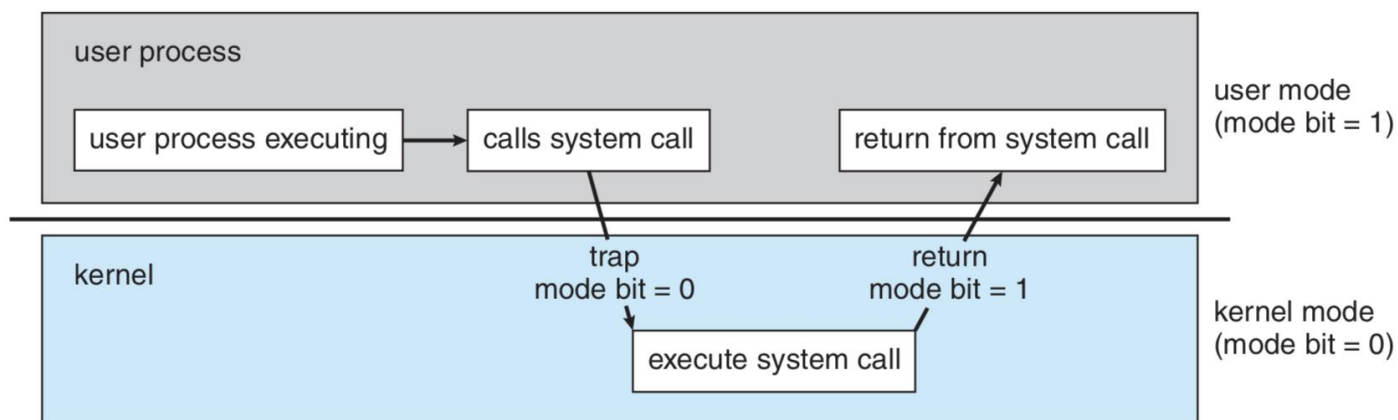 user process
user process executing
calls system call
return from system call
user mode
(mode bit = 1)
trap
mode bit = 0
return
mode bit = 1
kernel
execute system call
kernel mode
(mode bit = 0)